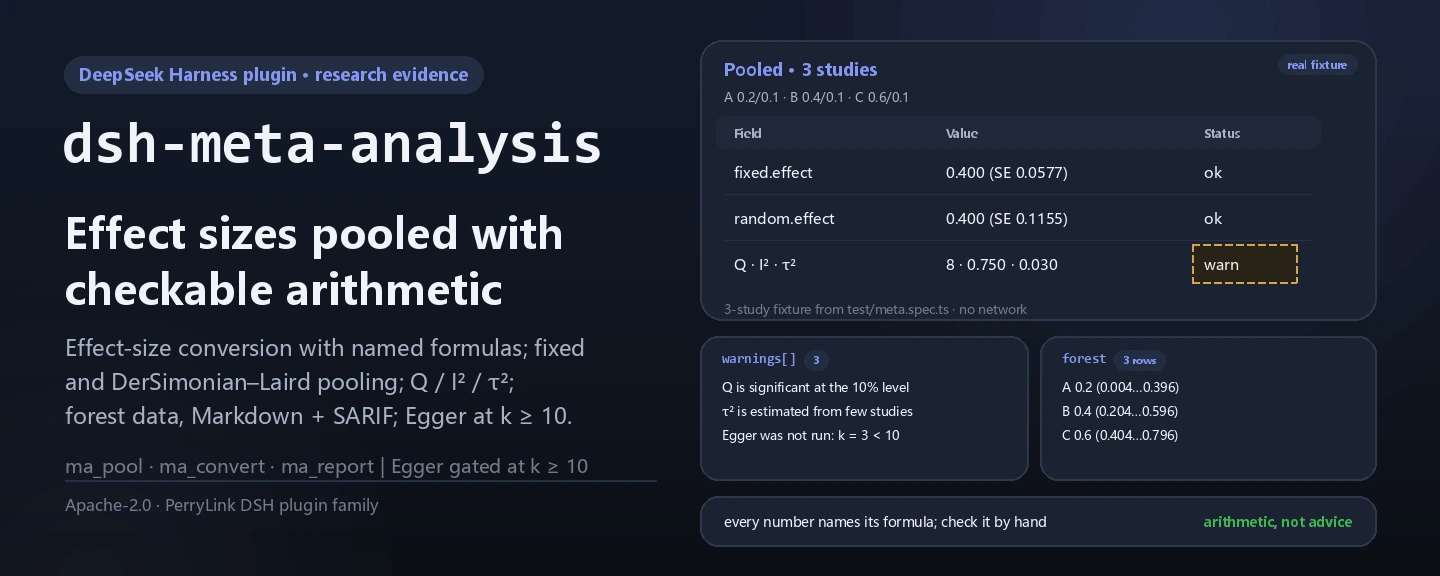 DeepSeek Harness plugin • research evidence
dsh-meta-analysis
Effect sizes pooled with
checkable arithmetic
Effect-size conversion with named formulas; fixed
and DerSimonian–Laird pooling; Q / I² / τ²;
forest data, Markdown + SARIF; Egger at k ≥ 10.
ma_pool · ma_convert · ma_report | Egger gated at k ≥ 10
Apache-2.0 · PerryLink DSH plugin family
Pooled • 3 studies
real fixture
A 0.2/0.1 · B 0.4/0.1 · C 0.6/0.1
Field Value Status
fixed.effect 0.400 (SE 0.0577) ok
random.effect 0.400 (SE 0.1155) ok
Q · I² · τ² 8 · 0.750 · 0.030 warn
3-study fixture from test/meta.spec.ts · no network
warnings[] 3
Q is significant at the 10% level
τ² is estimated from few studies
Egger was not run: k = 3 < 10
forest 3 rows
A 0.2 (0.004…0.396)
B 0.4 (0.204…0.596)
C 0.6 (0.404…0.796)
every number names its formula; check it by hand
arithmetic, not advice